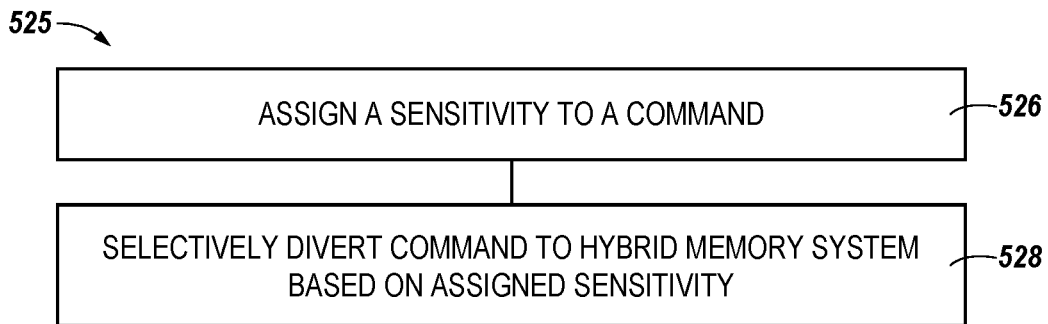 525
ASSIGN A SENSITIVITY TO A COMMAND
526
SELECTIVELY DIVERT COMMAND TO HYBRID MEMORY SYSTEM
BASED ON ASSIGNED SENSITIVITY
528